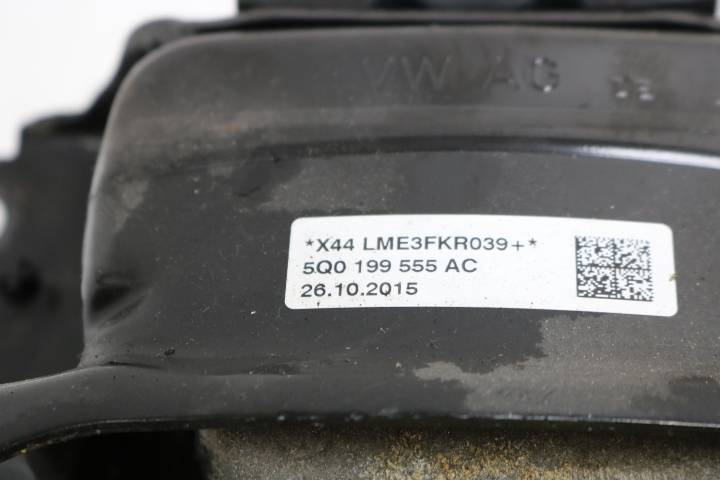 VW AG
*X44 LME3FKR039+*
5Q0 199 555 AC
26.10.2015